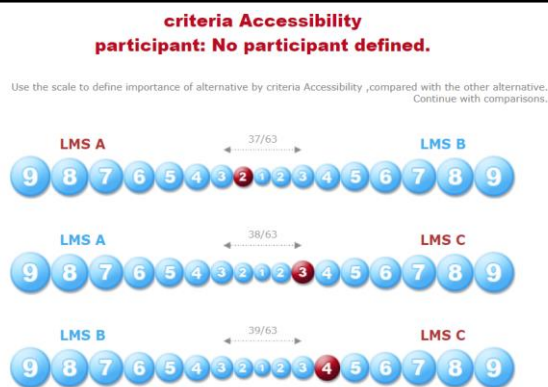 criteria Accessibility
participant: No participant defined.
Use the scale to define importance of alternative by criteria Accessibility ,compared with the other alternative.
Continue with comparisons.
LMS A 37/63 LMS B
9 8 7 6 5 4 3 2 1 2 3 4 5 6 7 8 9
LMS A 38/63 LMS C
9 8 7 6 5 4 3 2 1 2 3 4 5 6 7 8 9
LMS B 39/63 LMS C
9 8 7 6 5 4 3 2 1 2 3 4 5 6 7 8 9